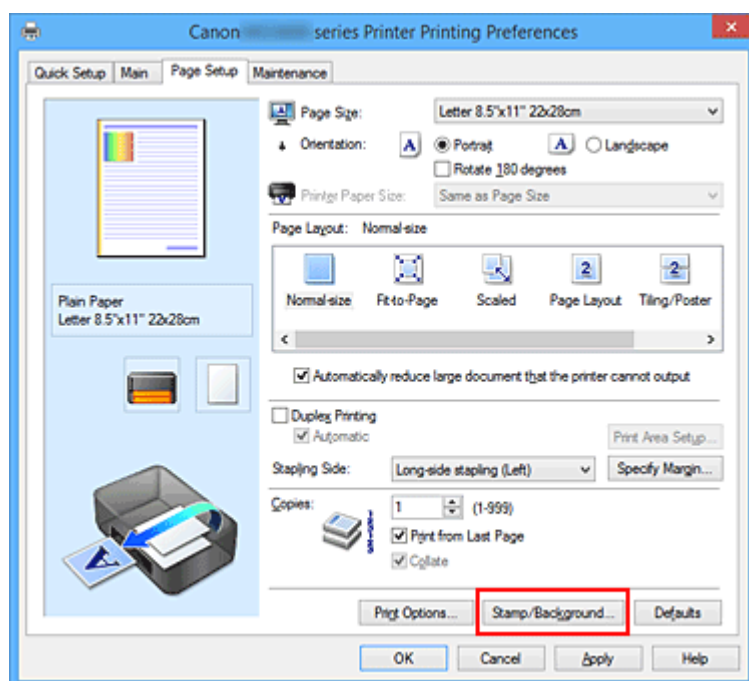 Canon series Printer Printing Preferences
Quick Setup Main Page Setup Maintenance
Page Size: Letter 8.5"x11" 22x28cm
Orientation: A Portrait A Landscape
Rotate 180 degrees
Printer Paper Size: Same as Page Size
Page Layout: Normal-size
2 2
Normal-size Fit-to-Page Scaled Page Layout Tiling/Poster
Plain Paper
Letter 8.5"x11" 22x28cm
Automatically reduce large document that the printer cannot output
Duplex Printing
Automatic Print Area Setup...
Stapling Side: Long-side stapling (Left) Specify Margin...
Copies: 1 (1-999)
Print from Last Page
Collate
A
Print Options... Stamp/Background... Defaults
OK Cancel Apply Help